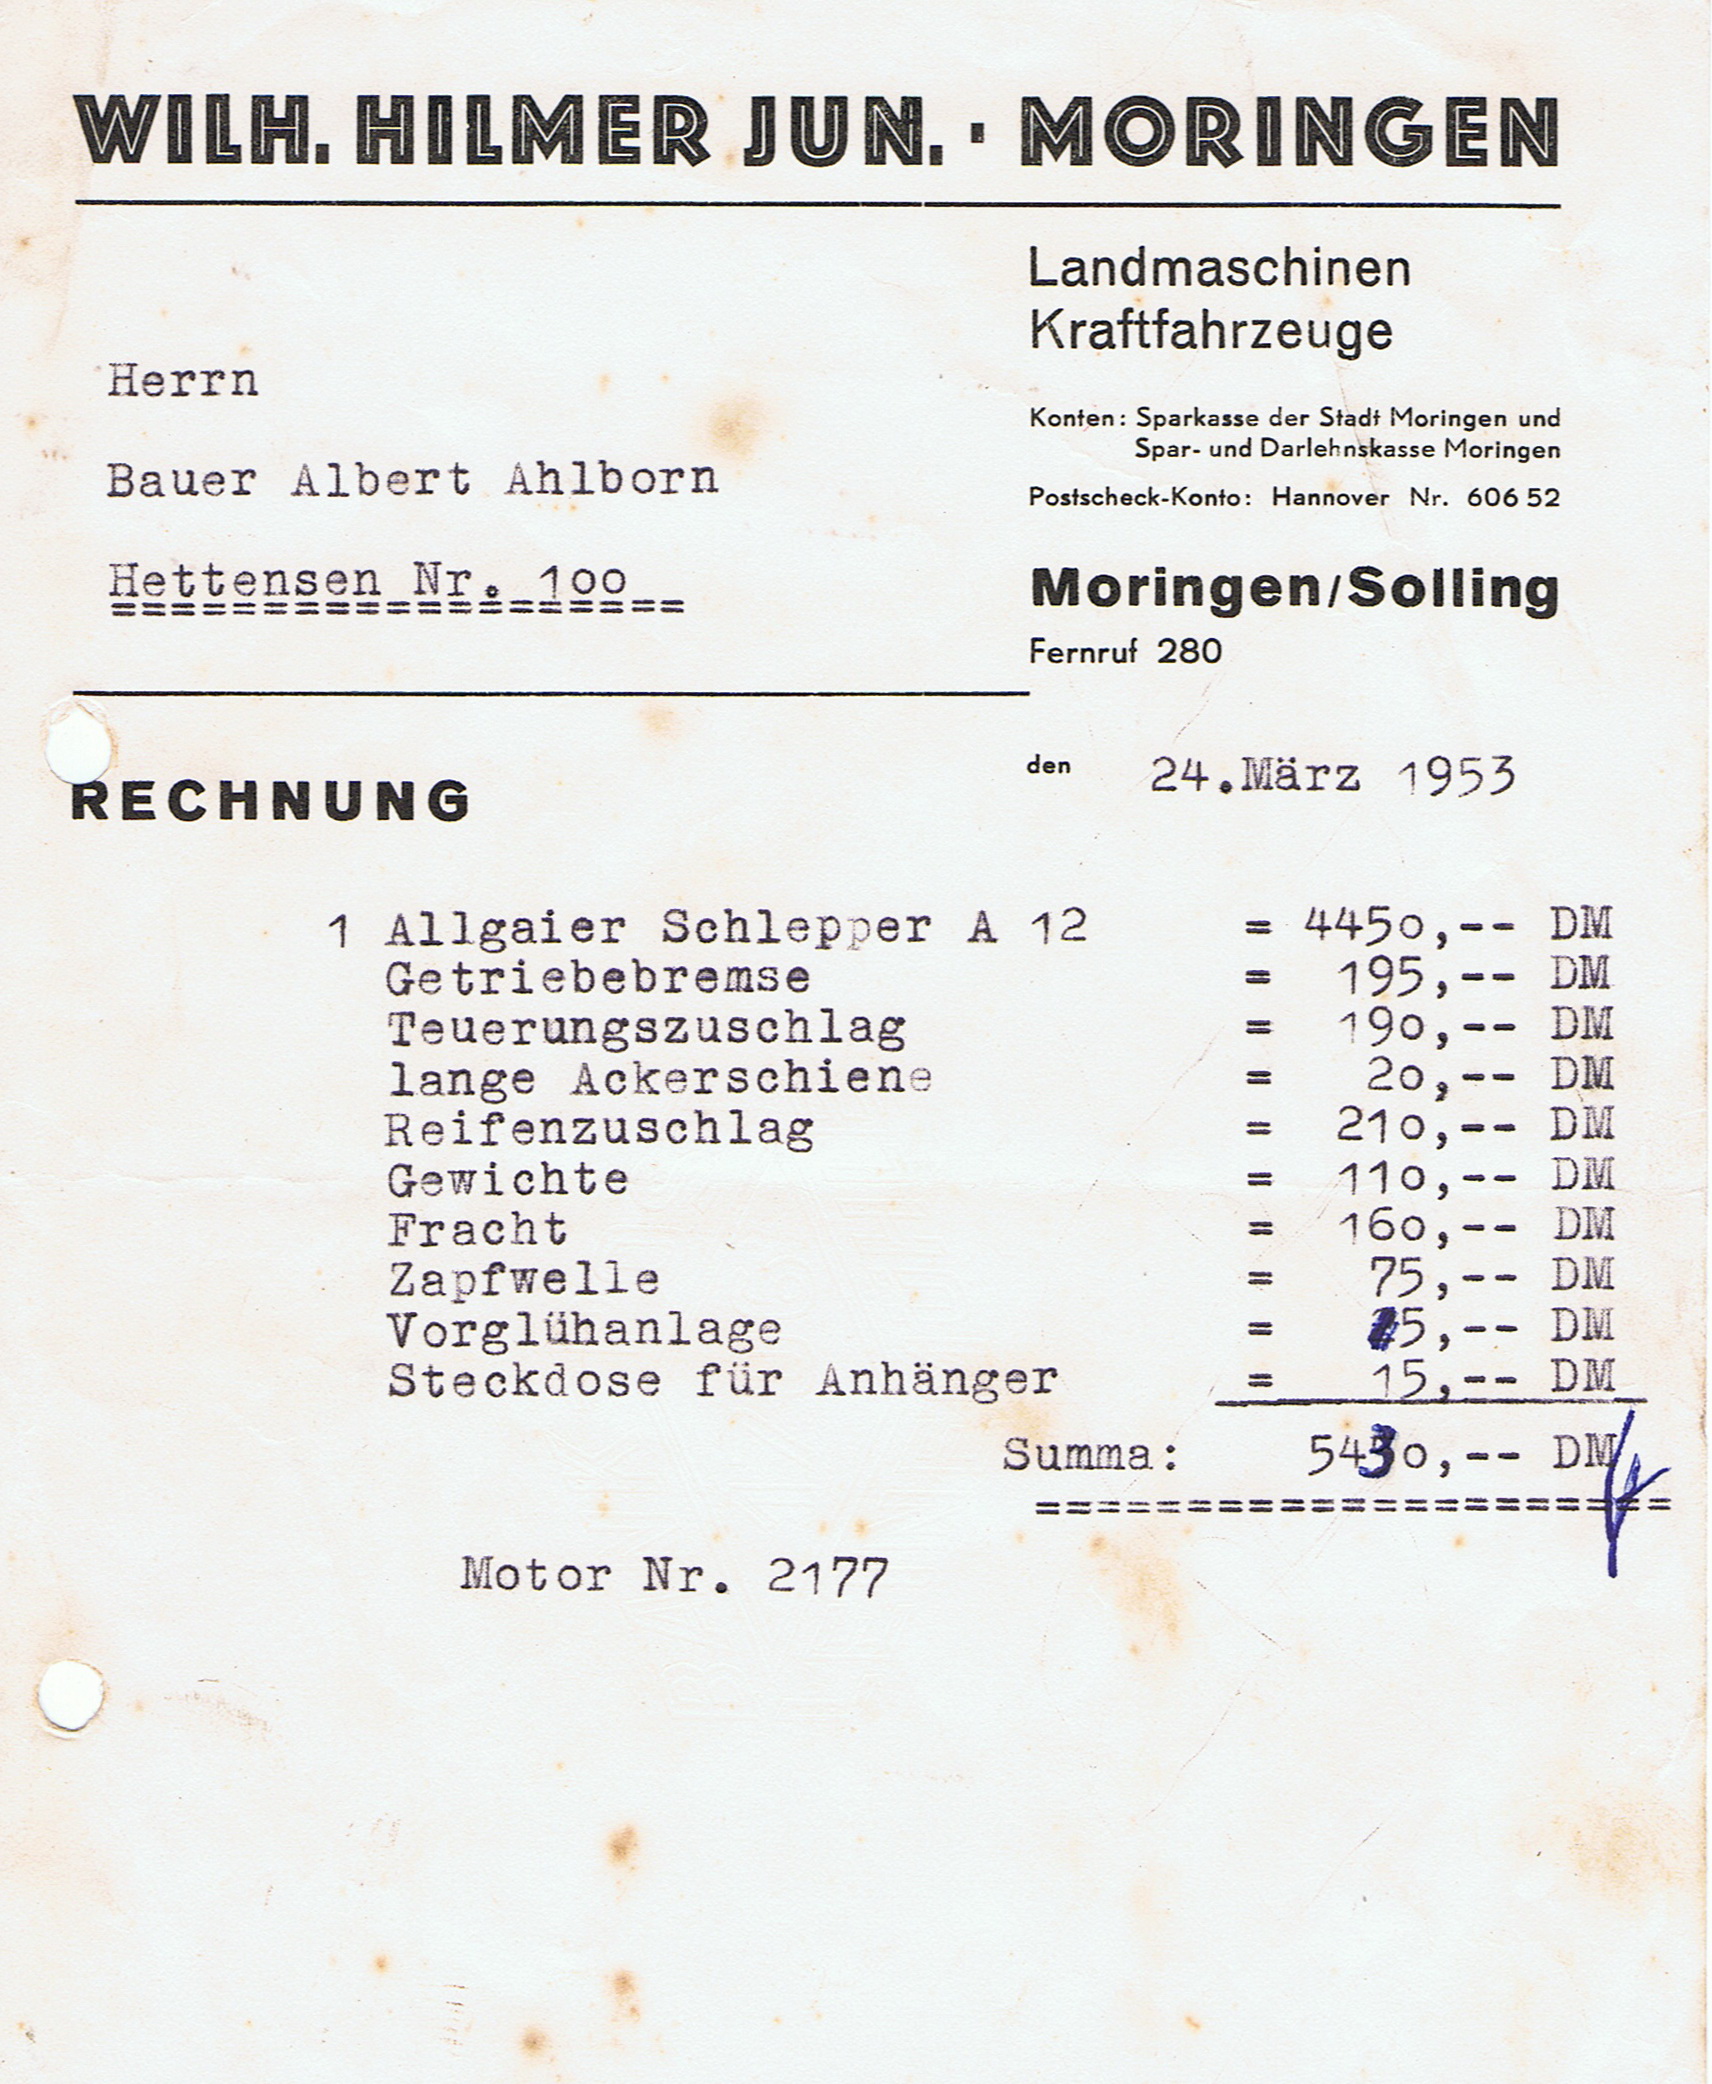 WILH. HILMER JUN. · MORINGEN
Landmaschinen
Kraftfahrzeuge
Konten: Sparkasse der Stadt Moringen und
Spar- und Darlehnskasse Moringen
Postscheck-Konto: Hannover Nr. 606 52
Moringen/Solling
Fernruf 280
Herrn
Bauer Albert Ahlborn
Hettensen Nr. 100
den 24.März 1953
RECHNUNG
1 Allgaier Schlepper A 12 = 4450,-- DM
Getriebebremse = 195,-- DM
Teuerungszuschlag = 190,-- DM
lange Ackerschiene = 20,-- DM
Reifenzuschlag = 210,-- DM
Gewichte = 110,-- DM
Fracht = 160,-- DM
Zapfwelle = 75,-- DM
Vorglühanlage = 5,-- DM
Steckdose für Anhänger = 15,-- DM
Summa: 5430,-- DM
Motor Nr. 2177